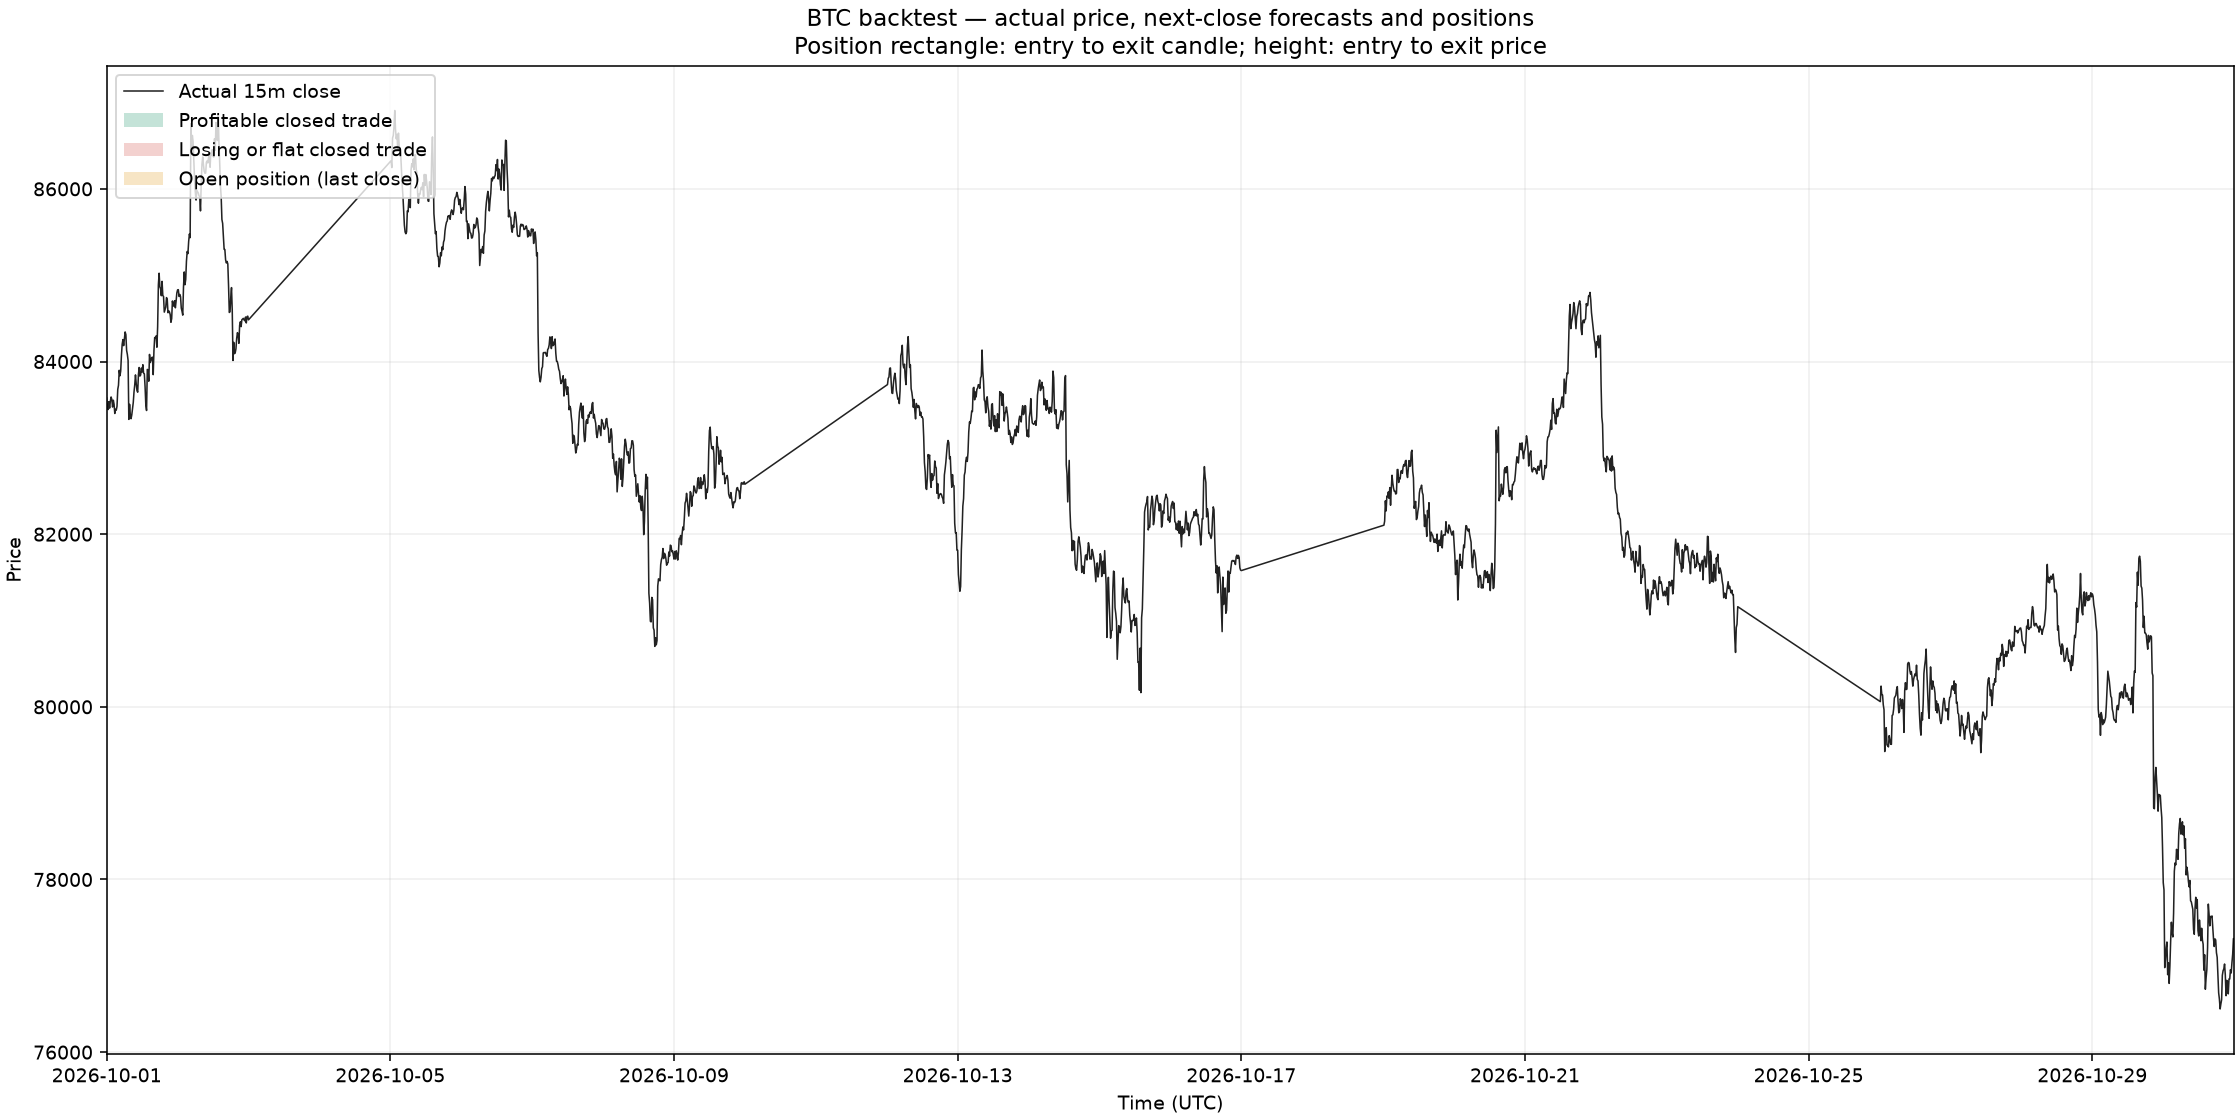 BTC backtest — actual price, next-close forecasts and positions
Position rectangle: entry to exit candle; height: entry to exit price
Actual 15m close
Profitable closed trade
Losing or flat closed trade
Open position (last close)
86000
84000
82000
80000
78000
76000
Price
2026-10-01
2026-10-05
2026-10-09
2026-10-13
2026-10-17
2026-10-21
2026-10-25
2026-10-29
Time (UTC)